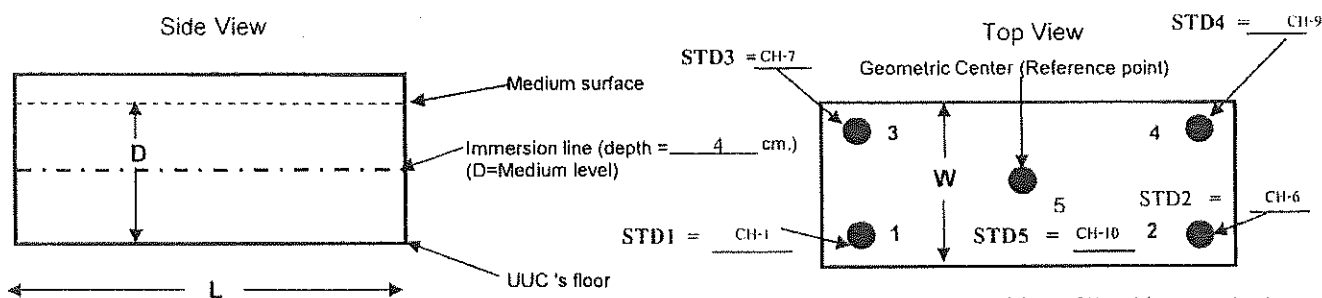 Side View
Medium surface
D
Immersion line (depth = 4 cm.)
(D=Medium level)
UUC 's floor
L
Top View
STD4 = CH-9
STD3 = CH-7
Geometric Center (Reference point)
3
4
W
5
STD2 = CH-6
STD1 = CH-1
1
STD5 = CH-10
2